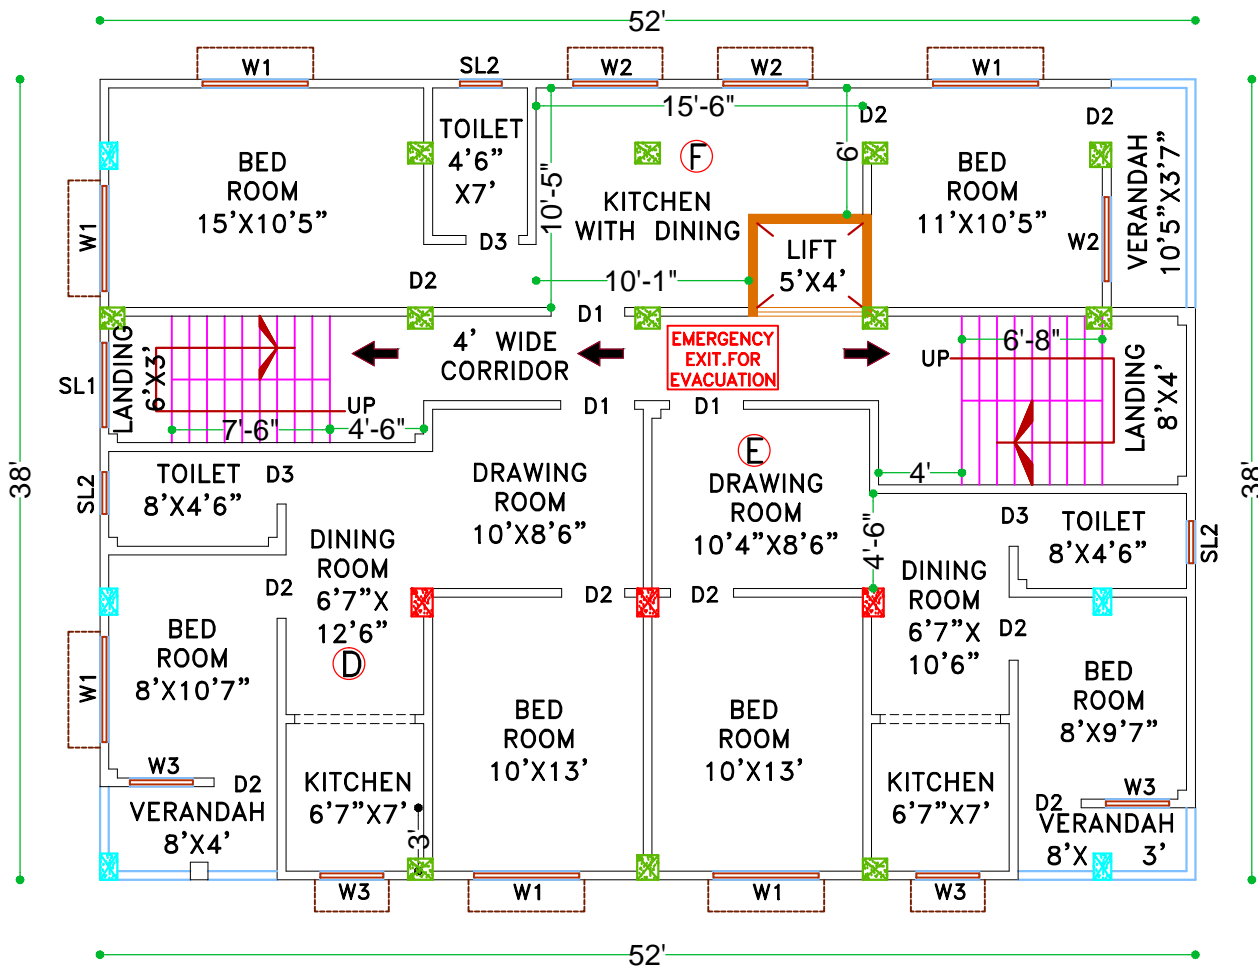 52'
W1
SL2
W2
W2
W1
15'-6"
D2
D2
TOILET
4'6”
X7'
BED
ROOM
15'X10'5”
10'-5"
F
6'
KITCHEN
WITH DINING
BED
ROOM
11'X10'5”
VERANDAH
10'5”X3'7”
W1
D3
W2
LIFT
5'X4'
D2
10'-1"
D1
LANDING
6'X3'
4' WIDE
CORRIDOR
EMERGENCY
EXIT.FOR
EVACUATION
6'-8"
UP
LANDING
8'X4'
SL1
UP
D1
D1
7'-6"
4'-6"
E
38'
38'
TOILET
8'X4'6”
D3
SL2
DRAWING
ROOM
10'X8'6”
DRAWING
ROOM
10'4”X8'6”
4'
D3
TOILET
8'X4'6”
SL2
4'-6"
DINING
ROOM
6'7”X
12'6”
D
D2
D2
D2
DINING
ROOM
6'7”X
10'6”
D2
BED
ROOM
8'X10'7”
W1
BED
ROOM
8'X9'7”
BED
ROOM
10'X13'
BED
ROOM
10'X13'
W3
D2
VERANDAH
8'X4'
KITCHEN
6'7”X7'
3'
KITCHEN
6'7”X7'
W3
D2
VERANDAH
8'X 3'
W3
W1
W1
W3
52'